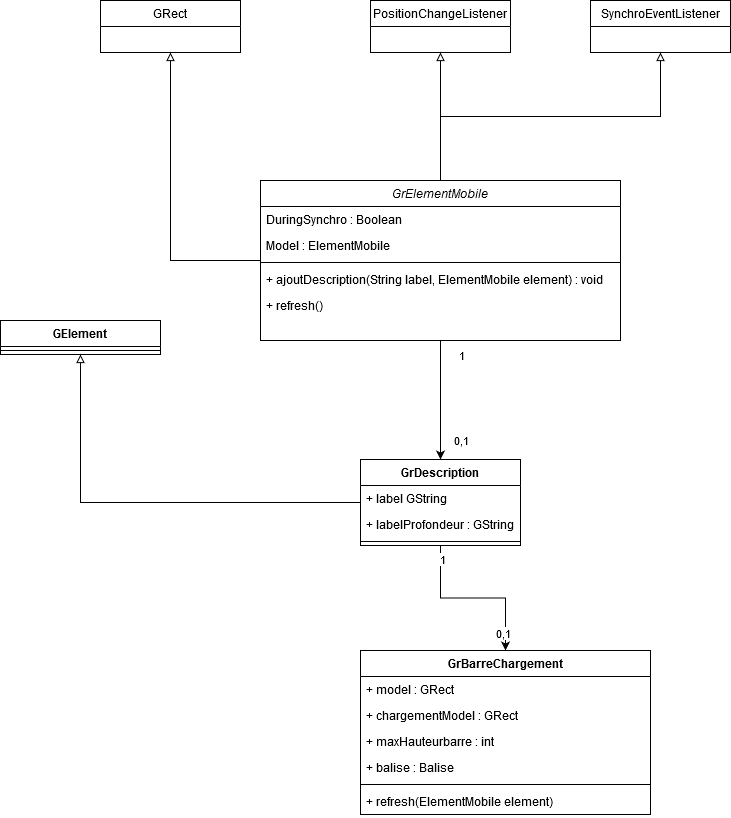 GRect
PositionChangeListener
SynchroEventListener
GrElementMobile
DuringSynchro : Boolean
Model : ElementMobile
+ ajoutDescription(String label, ElementMobile element) : void
+ refresh()
GElement
1
0,1
GrDescription
+ label GString
+ labelProfondeur : GString
1
0,1
GrBarreChargement
+ model : GRect
+ chargementModel : GRect
+ maxHauteurbarre : int
+ balise : Balise
+ refresh(ElementMobile element)